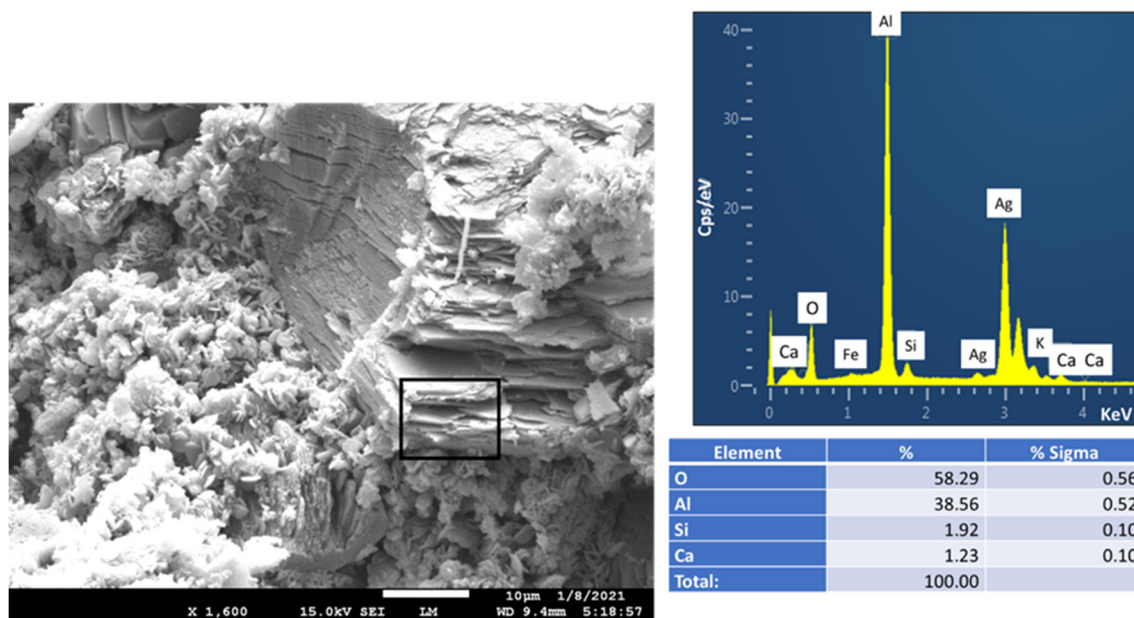 10μm 1/8/2021
X 1,600 15.0kV SEI LM WD 9.4mm 5:18:57
40
30
20
10
0
Cps/eV
Al
Ag
O
Ca
Fe
Si
Ag
K
Ca Ca
0 1 2 3 4 KeV
Element % % Sigma
O 58.29 0.56
Al 38.56 0.52
Si 1.92 0.10
Ca 1.23 0.10
Total: 100.00